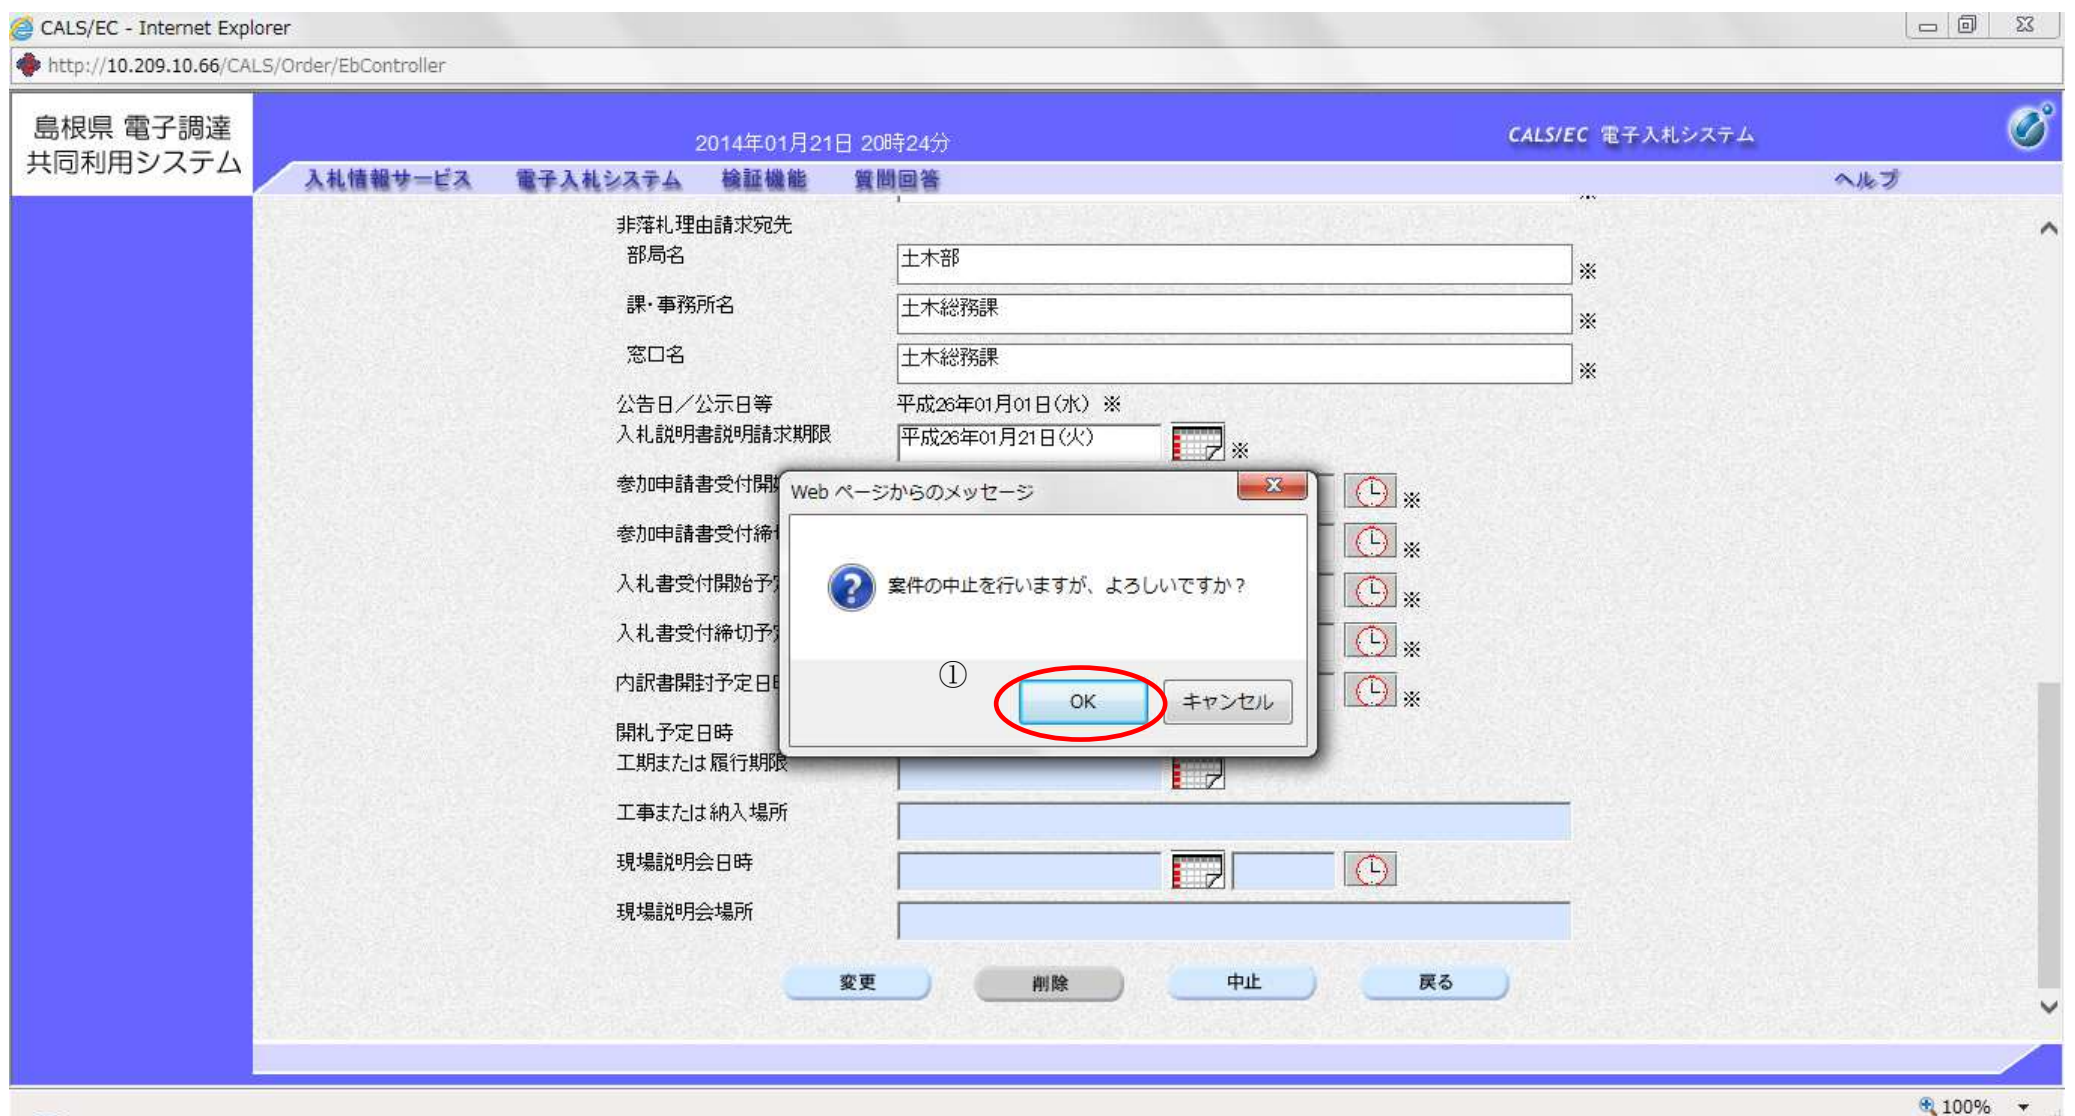 CALS/EC - Internet Explorer
http://10.209.10.66/CALS/Order/EbController
島根県 電子調達
共同利用システム
2014年01月21日 20時24分
CALS/EC 電子入札システム
入札情報サービス 電子入札システム 検証機能 質問回答 ヘルプ
非落札理由請求宛先
部局名 土木部 ※
課・事務所名 土木総務課 ※
窓口名 土木総務課 ※
公告日／公示日等 平成26年01月01日(水) ※
入札説明書説明請求期限 平成26年01月21日(火) ※
参加申請書受付開 ※
参加申請書受付締 ※
入札書受付開始予 ※
入札書受付締切予 ※
内訳書開封予定日 ※
開札予定日時
工期または履行期限
工事または納入場所
現場説明会日時
現場説明会場所
Web ページからのメッセージ
案件の中止を行いますが、よろしいですか？
①
OK キャンセル
変更 削除 中止 戻る
100%